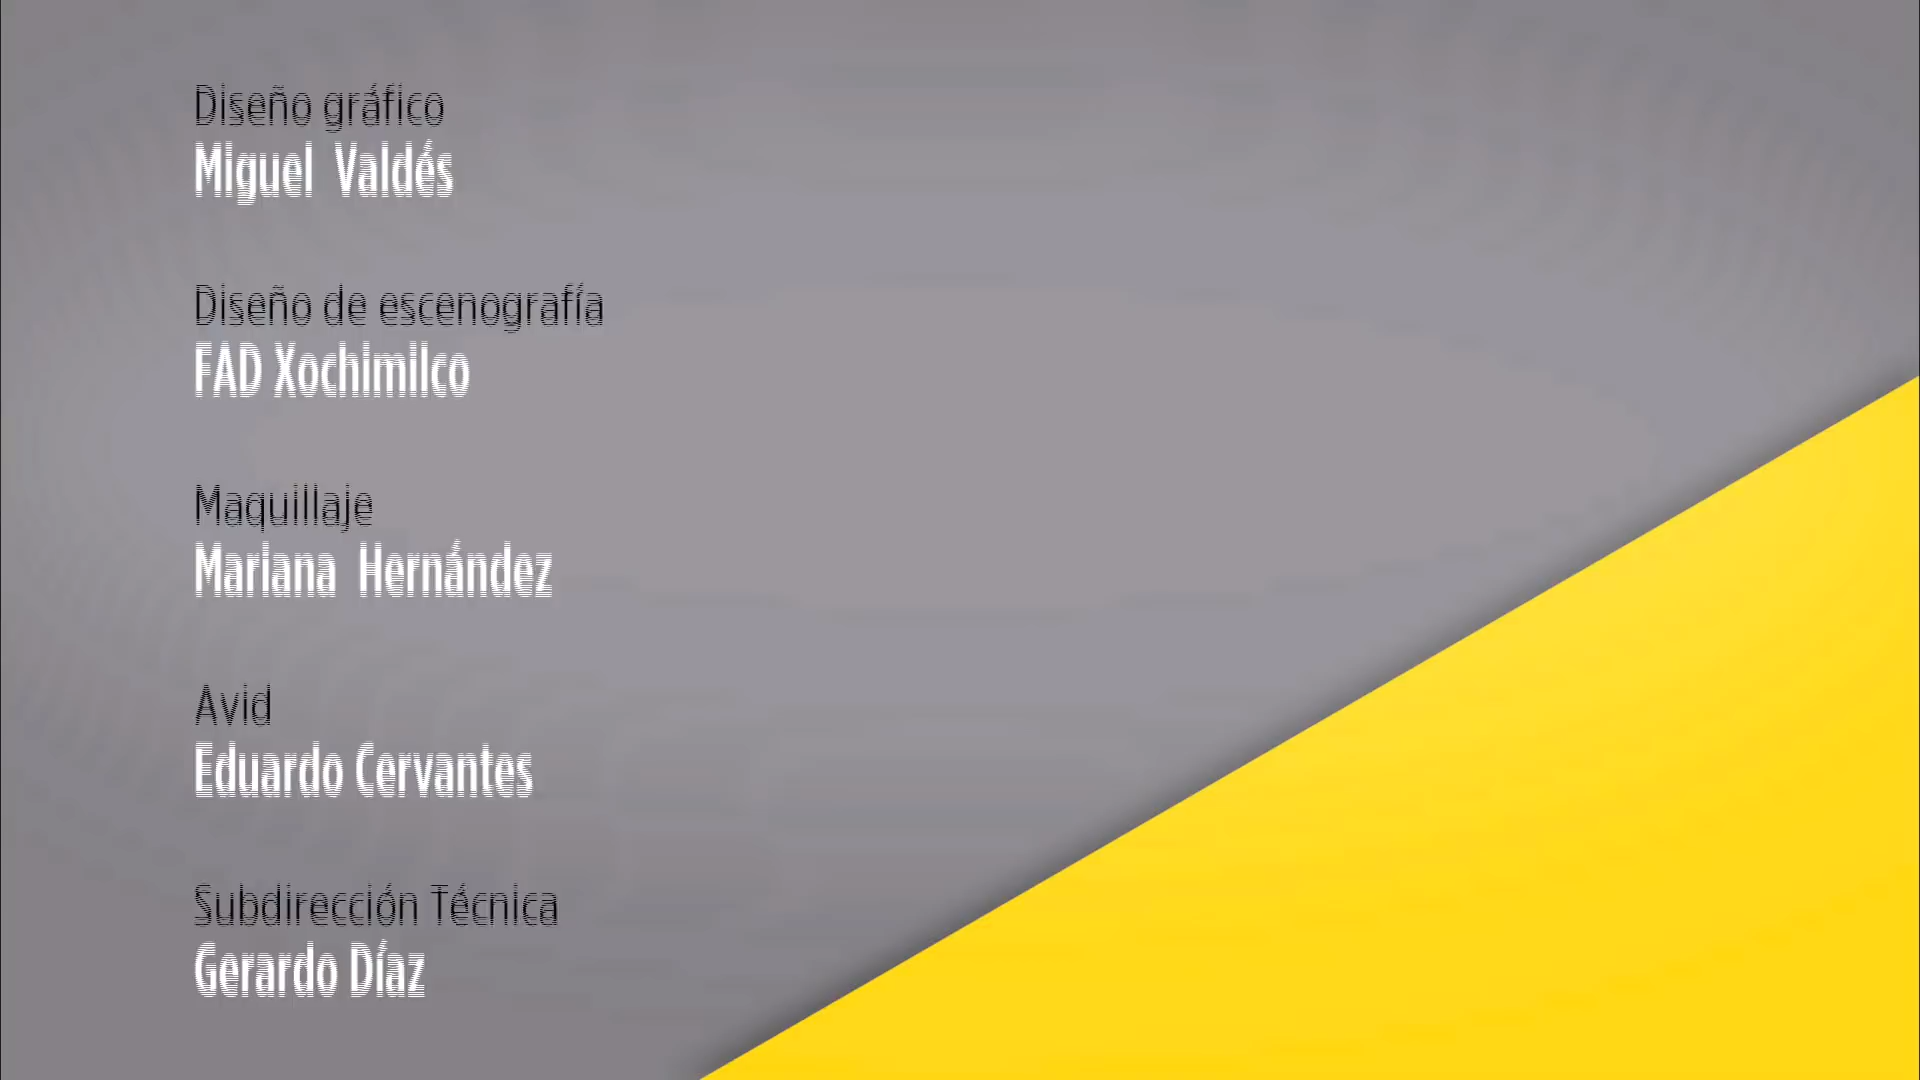 Diseño gráfico
Miguel Valdés
Diseño de escenografía
FAD Xochimilco
Maquillaje
Mariana Hernández
Avid
Eduardo Cervantes
Subdirección Técnica
Gerardo Díaz